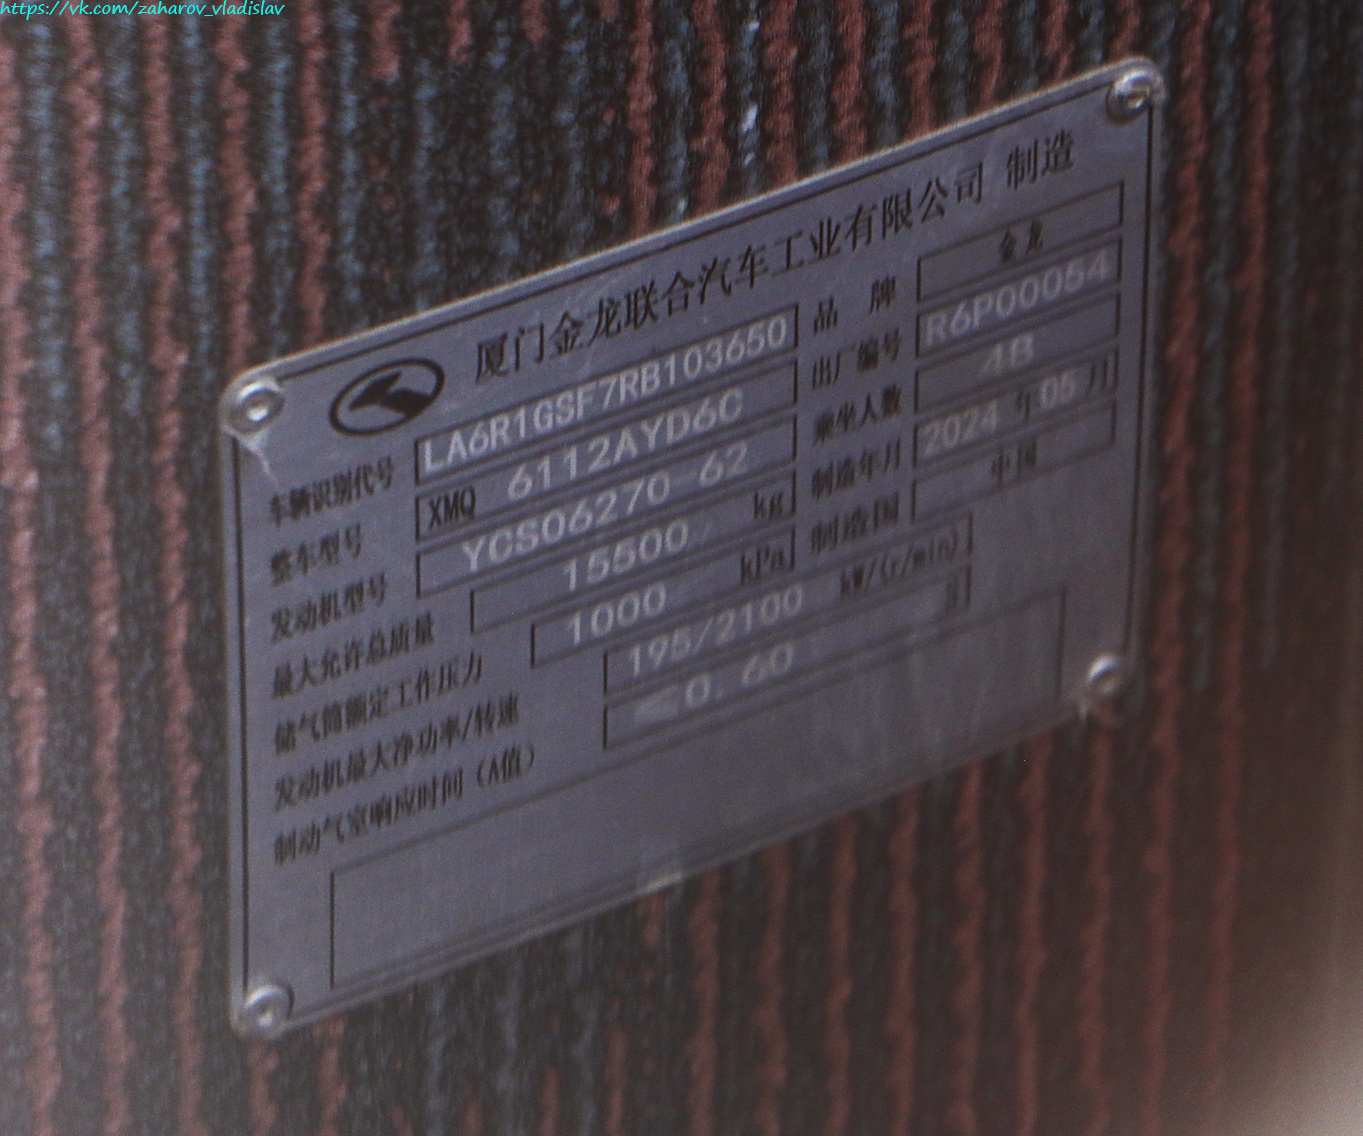 https://vk.com/zaharov_vladislav
厦门金龙联合汽车工业有限公司 制造
车辆识别代号 LA6R1GSF7RB103650 品 牌 金龙
整车型号 XMQ 6112AYD6C 出厂编号 R6P00054
发动机型号 YCS06270-62 乘坐人数 48
最大允许总质量 15500 kg 制造年月 2024 年 05 月
储气筒额定工作压力 1000 kPa 制造国 中国
发动机最大净功率/转速 195/2100 kW/(r/min)
制动气室响应时间（A值） ≤0.60 S